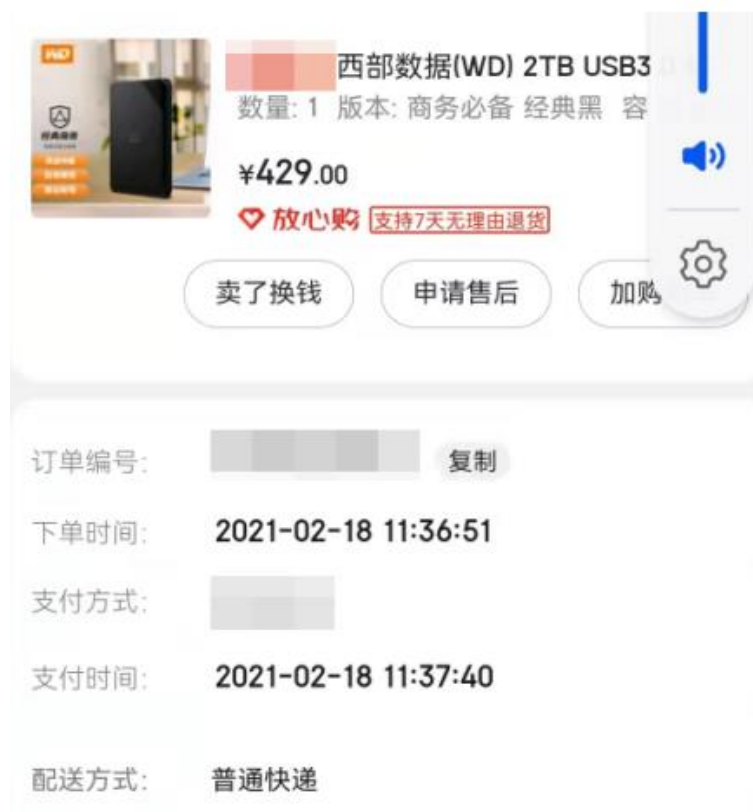 WD
西部数据(WD) 2TB USB3.0
数量: 1 版本: 商务必备 经典黑 容
¥429.00
放心购 支持7天无理由退货
卖了换钱 申请售后 加购
订单编号: 复制
下单时间: 2021-02-18 11:36:51
支付方式:
支付时间: 2021-02-18 11:37:40
配送方式: 普通快递